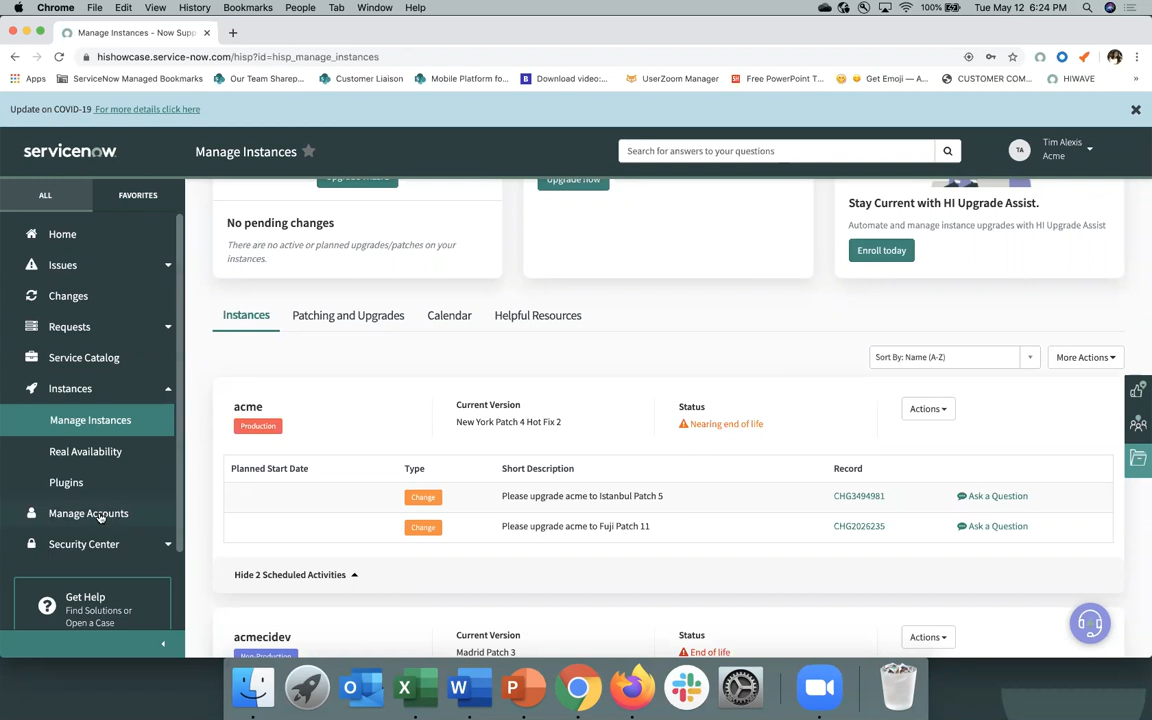 Chrome File Edit View History Bookmarks People Tab Window Help 100% Tue May 12 6:24 PM
Manage Instances - Now Supp
hishowcase.service-now.com/hisp?id=hisp_manage_instances
Apps ServiceNow Managed Bookmarks Our Team Sharep... Customer Liaison Mobile Platform fo... Download video:... UserZoom Manager Free PowerPoint T... Get Emoji — A... CUSTOMER COM... HIWAVE »
Update on COVID-19 For more details click here
servicenow Manage Instances Search for answers to your questions TA Tim Alexis
Acme
ALL FAVORITES
Home
Issues
Changes
Requests
Service Catalog
Instances
Manage Instances
Real Availability
Plugins
Manage Accounts
Security Center
Get Help
Find Solutions or
Open a Case
Upgrade now
No pending changes
There are no active or planned upgrades/patches on your
instances.
Stay Current with HI Upgrade Assist.
Automate and manage instance upgrades with HI Upgrade Assist
Enroll today
Instances Patching and Upgrades Calendar Helpful Resources
Sort By: Name (A-Z) More Actions
acme Current Version Status Actions
Production New York Patch 4 Hot Fix 2 Nearing end of life
Planned Start Date Type Short Description Record
Change Please upgrade acme to Istanbul Patch 5 CHG3494981 Ask a Question
Change Please upgrade acme to Fuji Patch 11 CHG2026235 Ask a Question
Hide 2 Scheduled Activities
acmecidev Current Version Status Actions
Non-Production Madrid Patch 3 End of life